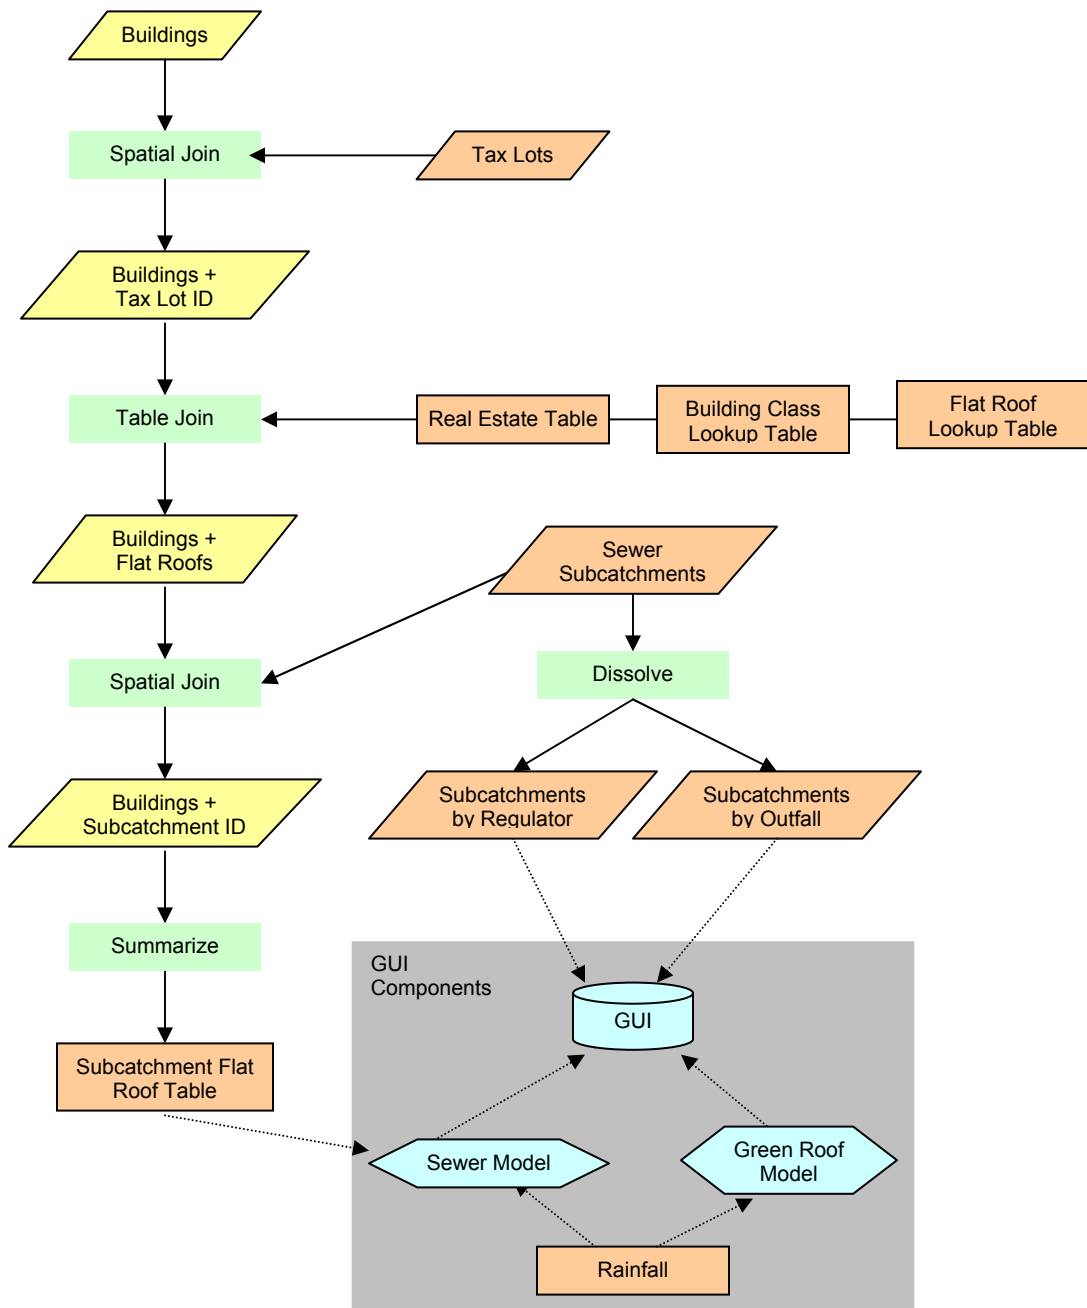 Buildings
Spatial Join
Tax Lots
Buildings +
Tax Lot ID
Table Join
Real Estate Table
Building Class
Lookup Table
Flat Roof
Lookup Table
Buildings +
Flat Roofs
Sewer
Subcatchments
Spatial Join
Dissolve
Buildings +
Subcatchment ID
Subcatchments
by Regulator
Subcatchments
by Outfall
Summarize
GUI
Components
GUI
Subcatchment Flat
Roof Table
Sewer Model
Green Roof
Model
Rainfall